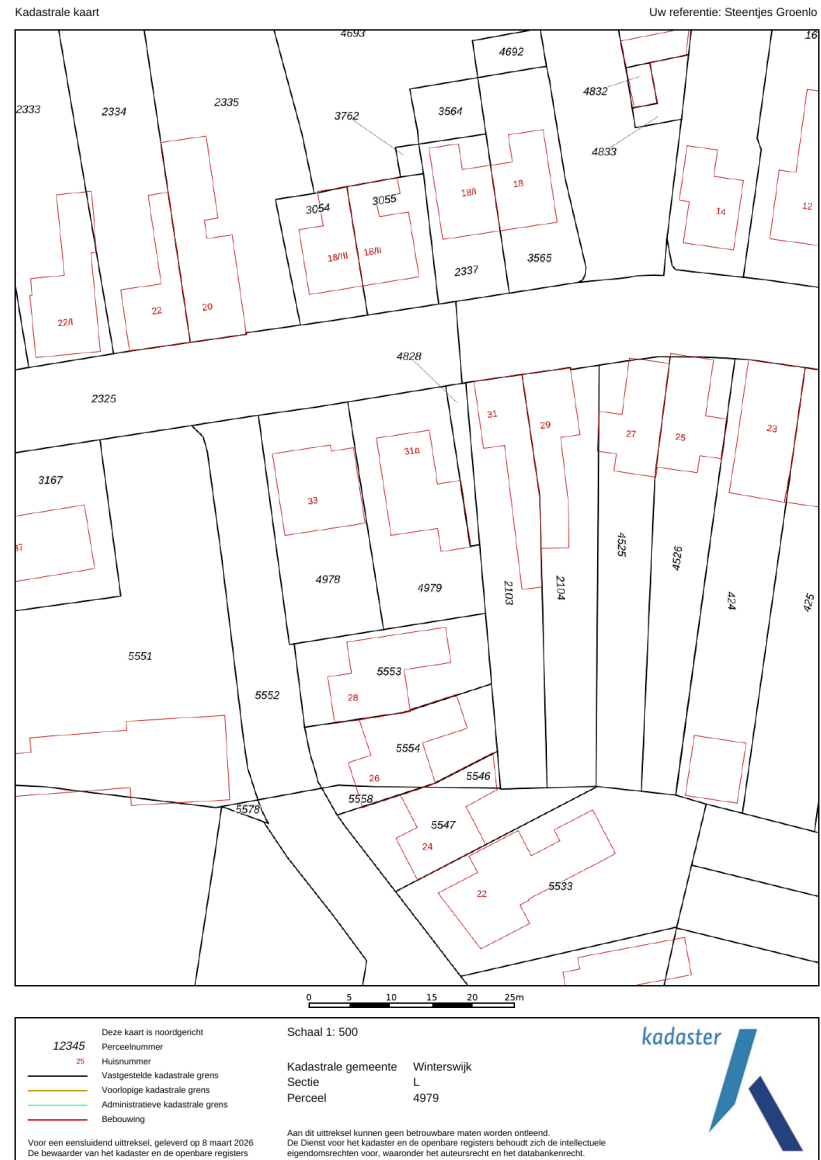 Kadastrale kaart
Uw referentie: Steentjes Groenlo
4693
16
4692
2333
2334
2335
3762
3564
4832
4833
18/I
18
14
12
3054
3055
18/III
18/II
2337
3565
22/I
22
20
4828
2325
31
29
27
25
23
31a
33
3167
37
4978
4979
2103
2104
4525
4526
424
425
5551
5552
5553
28
5554
26
5546
5558
5578
5547
24
22
5533
0 5 10 15 20 25m
Deze kaart is noordgericht
12345 Perceelnummer
25 Huisnummer
Vastgestelde kadastrale grens
Voorlopige kadastrale grens
Administratieve kadastrale grens
Bebouwing
Voor een eensluidend uittreksel, geleverd op 8 maart 2026
De bewaarder van het kadaster en de openbare registers
Schaal 1: 500
Kadastrale gemeente Winterswijk
Sectie L
Perceel 4979
Aan dit uittreksel kunnen geen betrouwbare maten worden ontleend.
De Dienst voor het kadaster en de openbare registers behoudt zich de intellectuele
eigendomsrechten voor, waaronder het auteursrecht en het databankenrecht.
kadaster